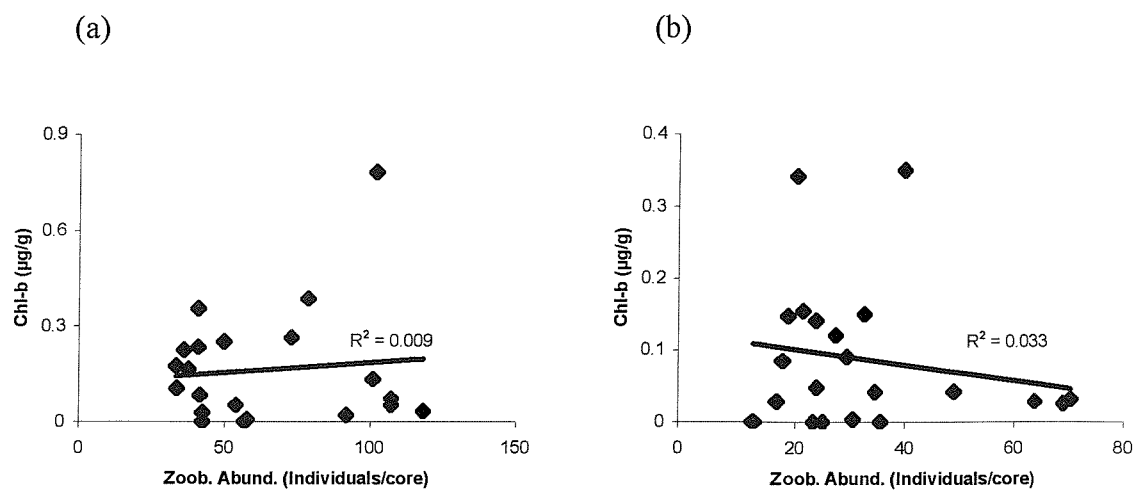 (a)
(b)
0.9
0.6
0.3
0
Chl-b (µg/g)
R² = 0.009
0
50
100
150
Zoob. Abund. (Individuals/core)
0.4
0.3
0.2
0.1
0
Chl-b (µg/g)
R² = 0.033
0
20
40
60
80
Zoob. Abund. (Individuals/core)